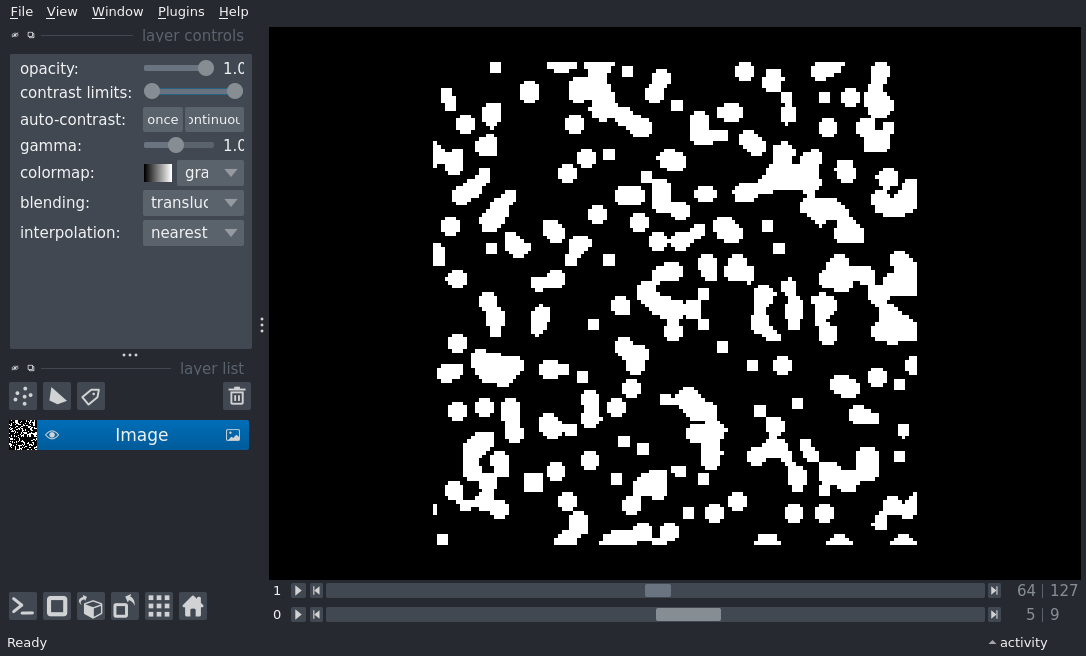 File View Window Plugins Help
layer controls
opacity: 1.0
contrast limits:
auto-contrast: once ontinuou
gamma: 1.0
colormap: gra
blending: transluc
interpolation: nearest
layer list
Image
1 64 127
0 5 9
Ready activity